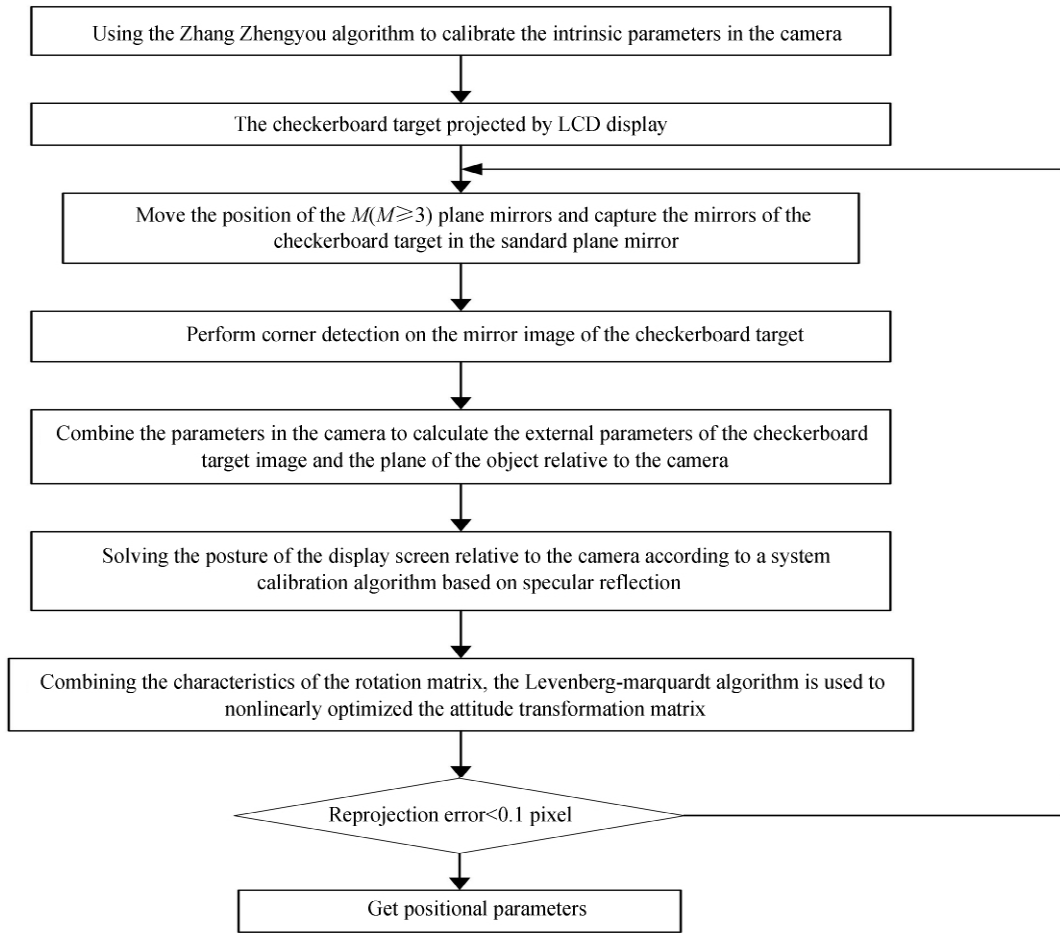 Using the Zhang Zhengyou algorithm to calibrate the intrinsic parameters in the camera
The checkerboard target projected by LCD display
Move the position of the M(M≥3) plane mirrors and capture the mirrors of the
checkerboard target in the sandard plane mirror
Perform corner detection on the mirror image of the checkerboard target
Combine the parameters in the camera to calculate the external parameters of the checkerboard
target image and the plane of the object relative to the camera
Solving the posture of the display screen relative to the camera according to a system
calibration algorithm based on specular reflection
Combining the characteristics of the rotation matrix, the Levenberg-marquardt algorithm is used to
nonlinearly optimized the attitude transformation matrix
Reprojection error<0.1 pixel
Get positional parameters